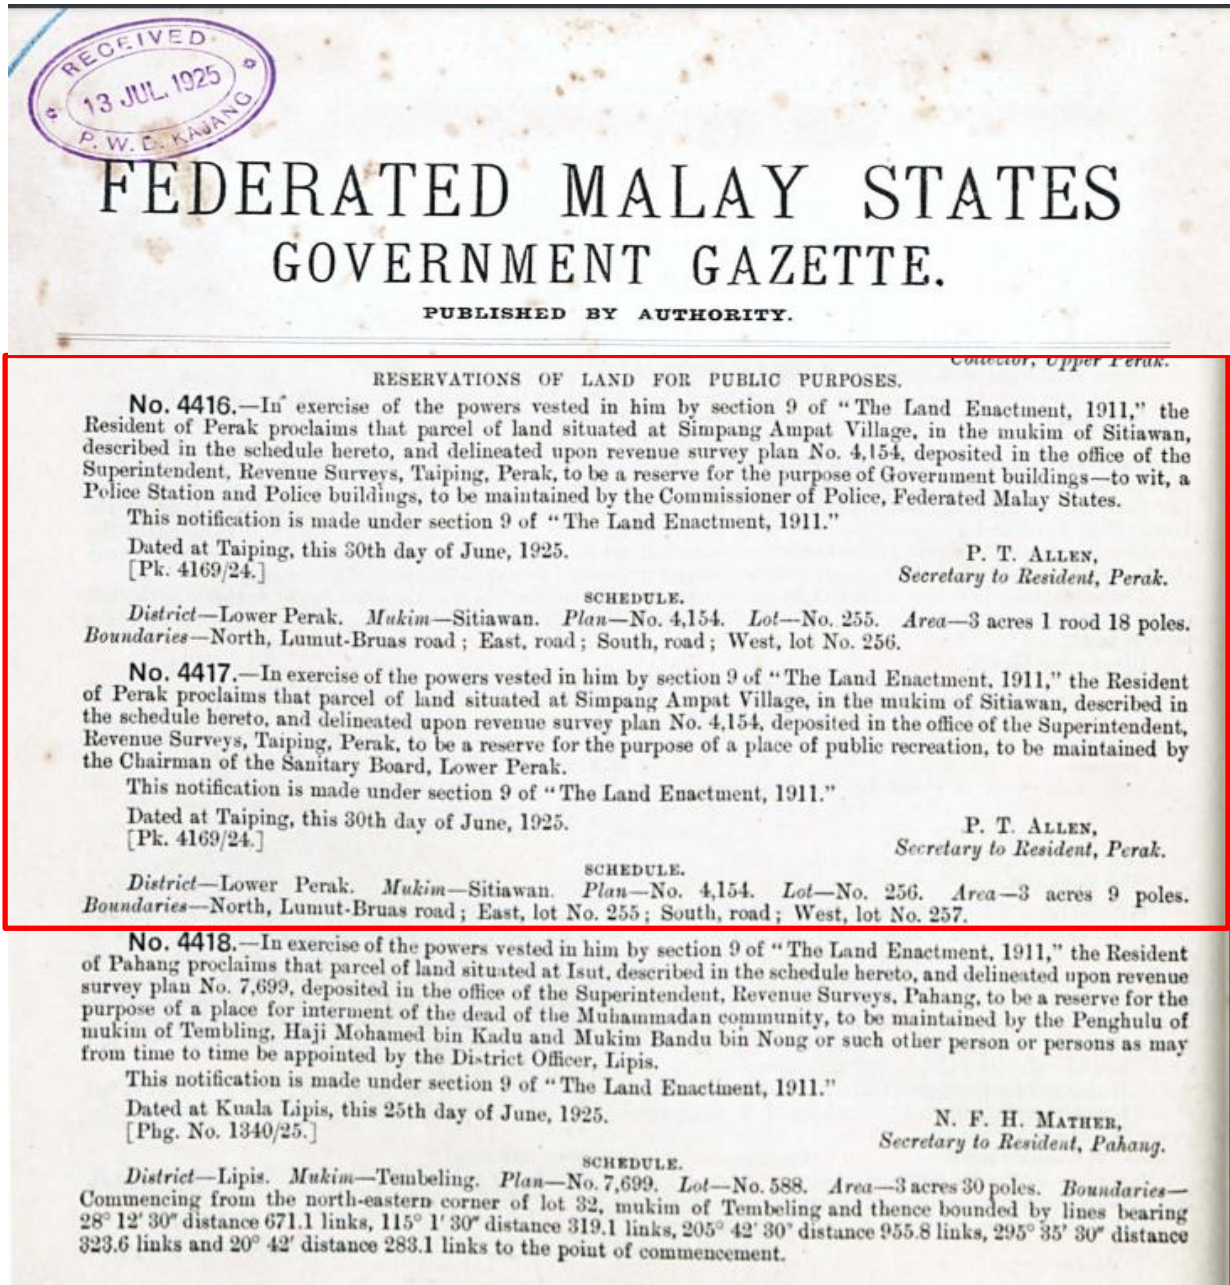 RECEIVED
13 JUL. 1925
P. W. D. KAJANG
FEDERATED MALAY STATES
GOVERNMENT GAZETTE.
PUBLISHED BY AUTHORITY.
Collector, Upper Perak.
RESERVATIONS OF LAND FOR PUBLIC PURPOSES.
No. 4416.—In exercise of the powers vested in him by section 9 of “The Land Enactment, 1911,” the
Resident of Perak proclaims that parcel of land situated at Simpang Ampat Village, in the mukim of Sitiawan,
described in the schedule hereto, and delineated upon revenue survey plan No. 4,154, deposited in the office of the
Superintendent, Revenue Surveys, Taiping, Perak, to be a reserve for the purpose of Government buildings—to wit, a
Police Station and Police buildings, to be maintained by the Commissioner of Police, Federated Malay States.
This notification is made under section 9 of “The Land Enactment, 1911.”
Dated at Taiping, this 30th day of June, 1925.
P. T. ALLEN,
[Pk. 4169/24.]
Secretary to Resident, Perak.
SCHEDULE.
District—Lower Perak. Mukim—Sitiawan. Plan—No. 4,154. Lot—No. 255. Area—3 acres 1 rood 18 poles.
Boundaries—North, Lumut-Bruas road; East, road; South, road; West, lot No. 256.
No. 4417.—In exercise of the powers vested in him by section 9 of “The Land Enactment, 1911,” the Resident
of Perak proclaims that parcel of land situated at Simpang Ampat Village, in the mukim of Sitiawan, described in
the schedule hereto, and delineated upon revenue survey plan No. 4,154, deposited in the office of the Superintendent,
Revenue Surveys, Taiping, Perak, to be a reserve for the purpose of a place of public recreation, to be maintained by
the Chairman of the Sanitary Board, Lower Perak.
This notification is made under section 9 of “The Land Enactment, 1911.”
Dated at Taiping, this 30th day of June, 1925.
P. T. ALLEN,
[Pk. 4169/24.]
Secretary to Resident, Perak.
SCHEDULE.
District—Lower Perak. Mukim—Sitiawan. Plan—No. 4,154. Lot—No. 256. Area—3 acres 9 poles.
Boundaries—North, Lumut-Bruas road; East, lot No. 255; South, road; West, lot No. 257.
No. 4418.—In exercise of the powers vested in him by section 9 of “The Land Enactment, 1911,” the Resident
of Pahang proclaims that parcel of land situated at Isut, described in the schedule hereto, and delineated upon revenue
survey plan No. 7,699, deposited in the office of the Superintendent, Revenue Surveys, Pahang, to be a reserve for the
purpose of a place for interment of the dead of the Muhammadan community, to be maintained by the Penghulu of
mukim of Tembling, Haji Mohamed bin Kadu and Mukim Bandu bin Nong or such other person or persons as may
from time to time be appointed by the District Officer, Lipis.
This notification is made under section 9 of “The Land Enactment, 1911.”
Dated at Kuala Lipis, this 25th day of June, 1925.
N. F. H. MATHER,
[Phg. No. 1340/25.]
Secretary to Resident, Pahang.
SCHEDULE.
District—Lipis. Mukim—Tembeling. Plan—No. 7,699. Lot—No. 588. Area—3 acres 30 poles. Boundaries—
Commencing from the north-eastern corner of lot 32, mukim of Tembeling and thence bounded by lines bearing
28° 12′ 30″ distance 671.1 links, 115° 1′ 30″ distance 319.1 links, 205° 42′ 30″ distance 955.8 links, 295° 35′ 30″ distance
323.6 links and 20° 42′ distance 283.1 links to the point of commencement.